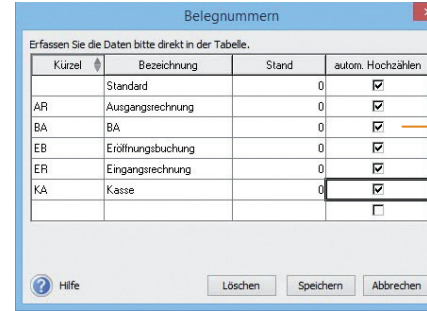 Belegnummern
Erfassen Sie die Daten bitte direkt in der Tabelle.
Kürzel Bezeichnung Stand autom. Hochzählen
Standard 0
AR Ausgangsrechnung 0
BA BA 0
EB Eröffnungsbuchung 0
ER Eingangsrechnung 0
KA Kasse 0
Hilfe Löschen Speichern Abbrechen